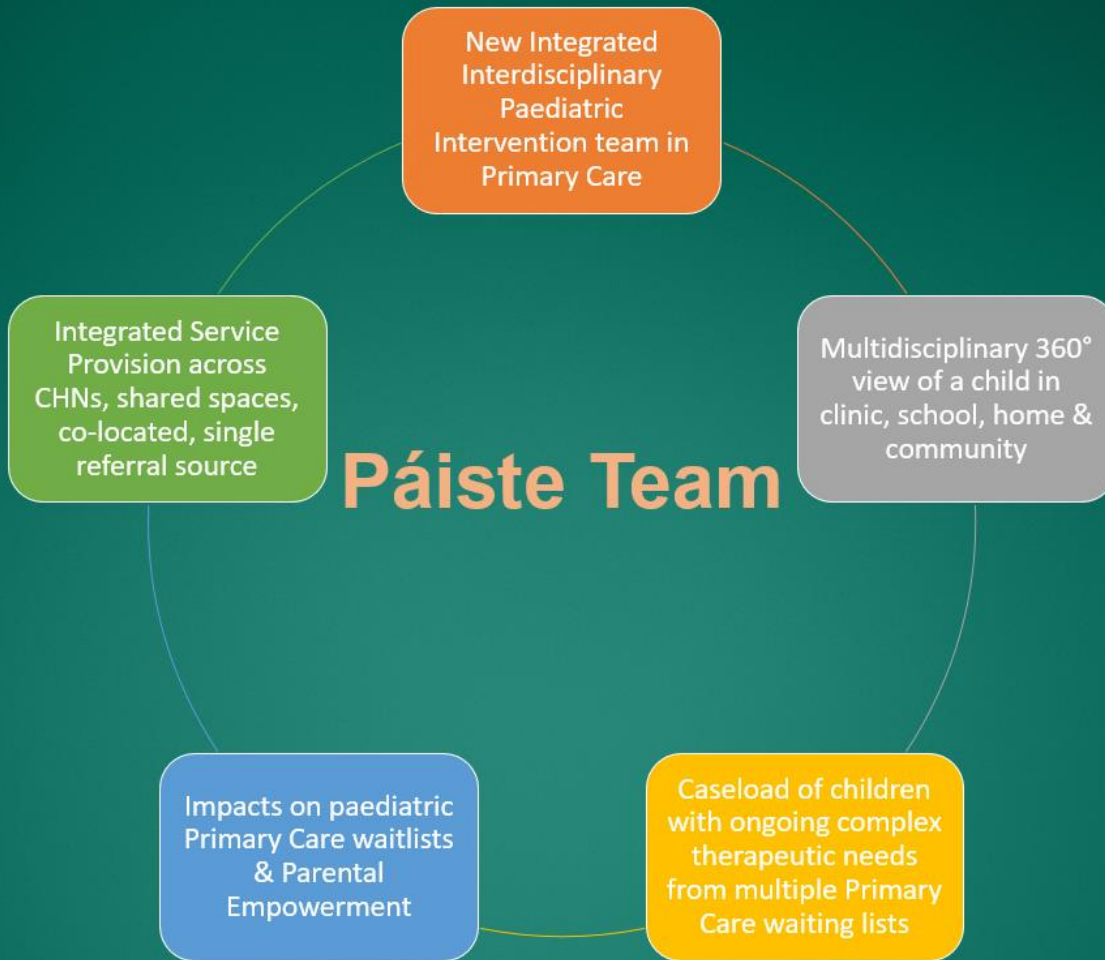 New Integrated
Interdisciplinary
Paediatric
Intervention team in
Primary Care
Multidisciplinary 360°
view of a child in
clinic, school, home &
community
Caseload of children
with ongoing complex
therapeutic needs
from multiple Primary
Care waiting lists
Impacts on paediatric
Primary Care waitlists
& Parental
Empowerment
Integrated Service
Provision across
CHNs, shared spaces,
co-located, single
referral source
Páiste Team